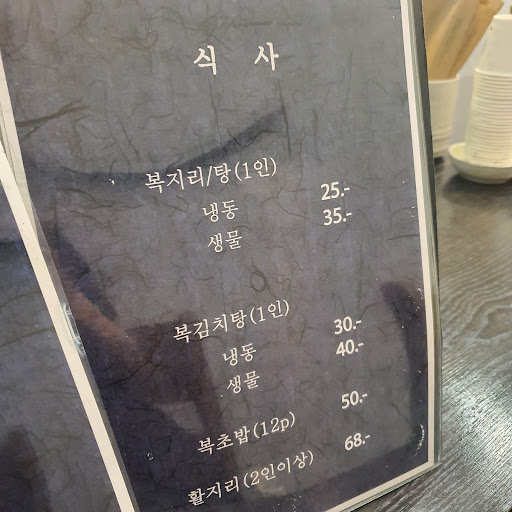 식 사
복지리/탕(1인)
냉동 25.-
생물 35.-
복김치탕(1인)
냉동 30.-
생물 40.-
복초밥(12p) 50.-
활지리(2인이상) 68.-